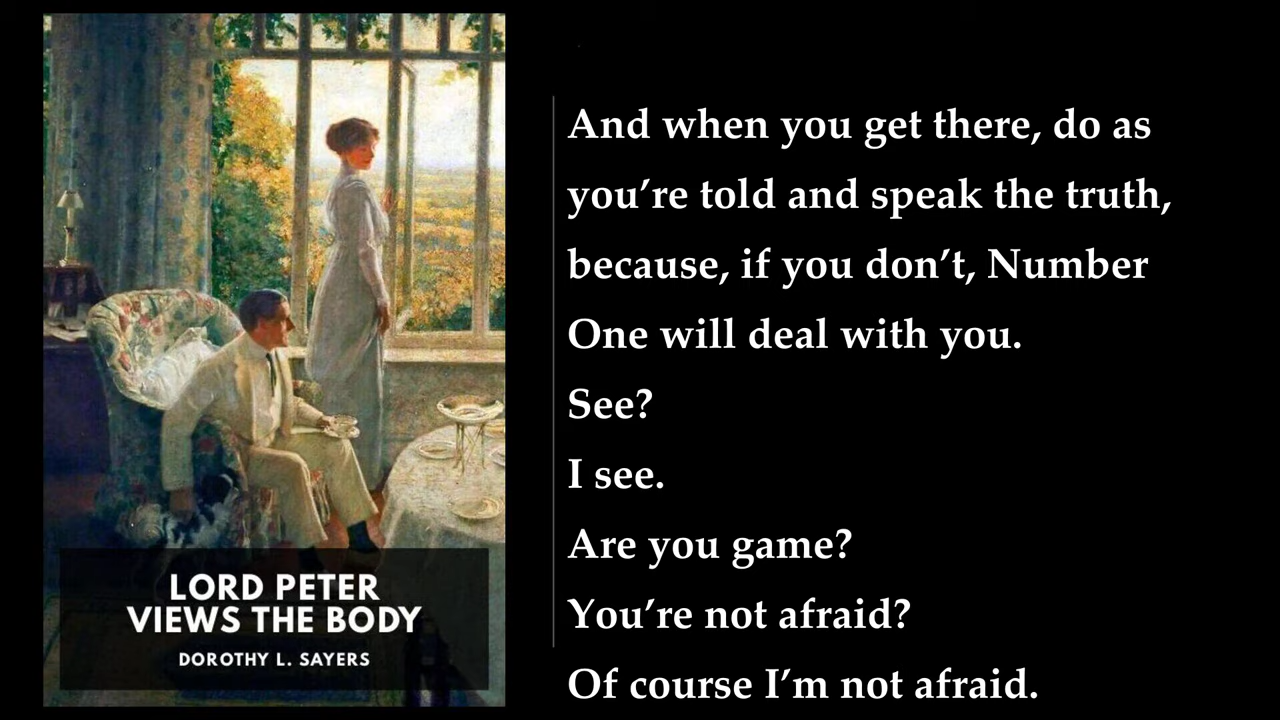 And when you get there, do as
you’re told and speak the truth,
because, if you don’t, Number
One will deal with you.
See?
I see.
Are you game?
You’re not afraid?
Of course I’m not afraid.
LORD PETER
VIEWS THE BODY
DOROTHY L. SAYERS